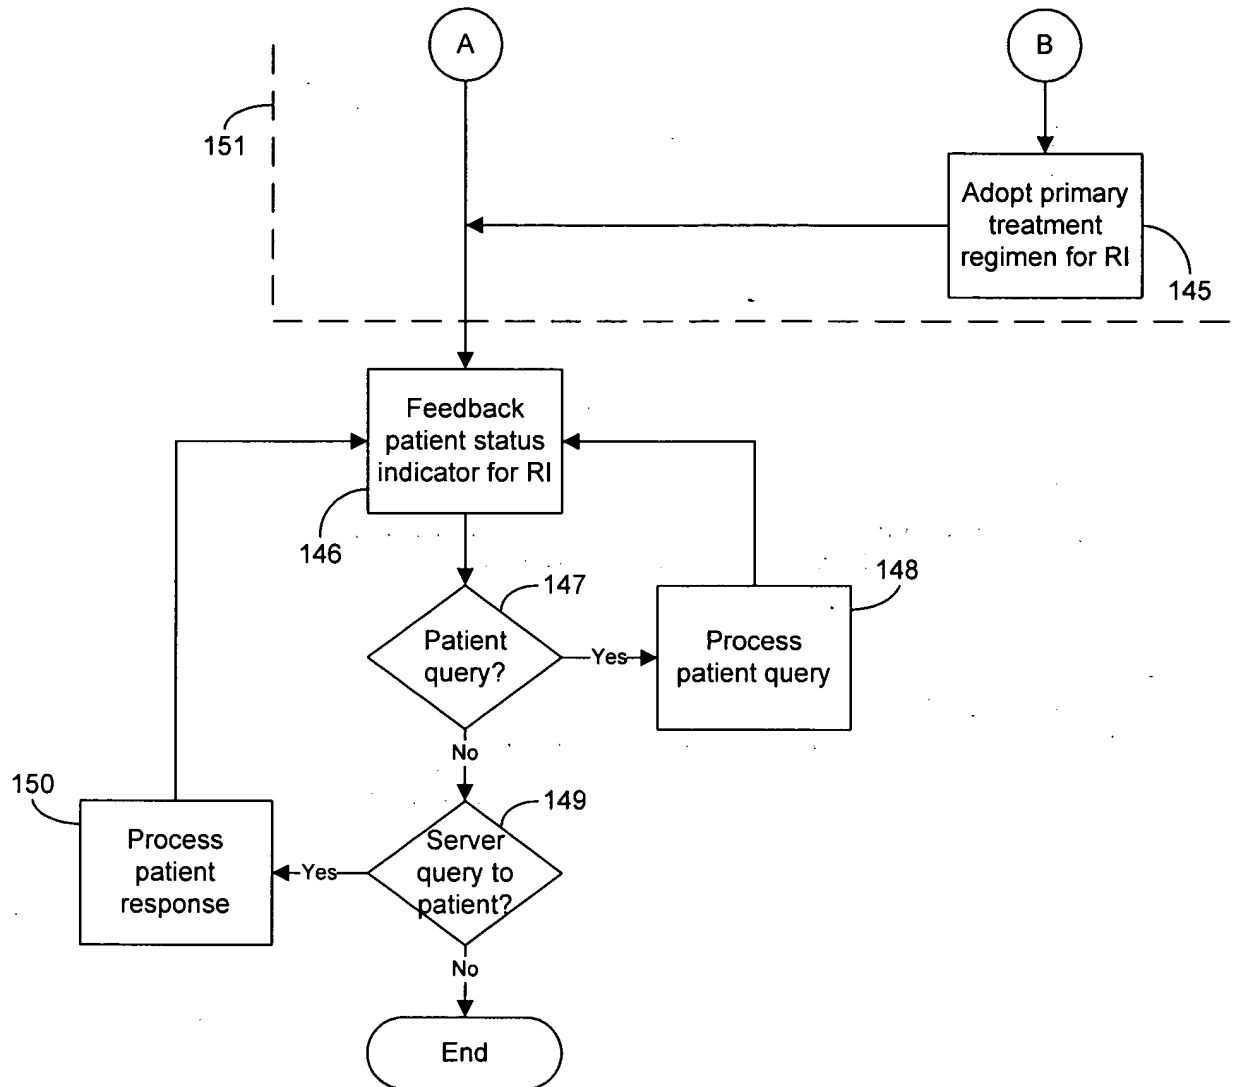 A
B
151
Adopt primary
treatment
regimen for RI
145
Feedback
patient status
indicator for RI
146
147
148
Patient
query?
Yes
Process
patient query
No
150
149
Process
patient
response
Yes
Server
query to
patient?
No
End